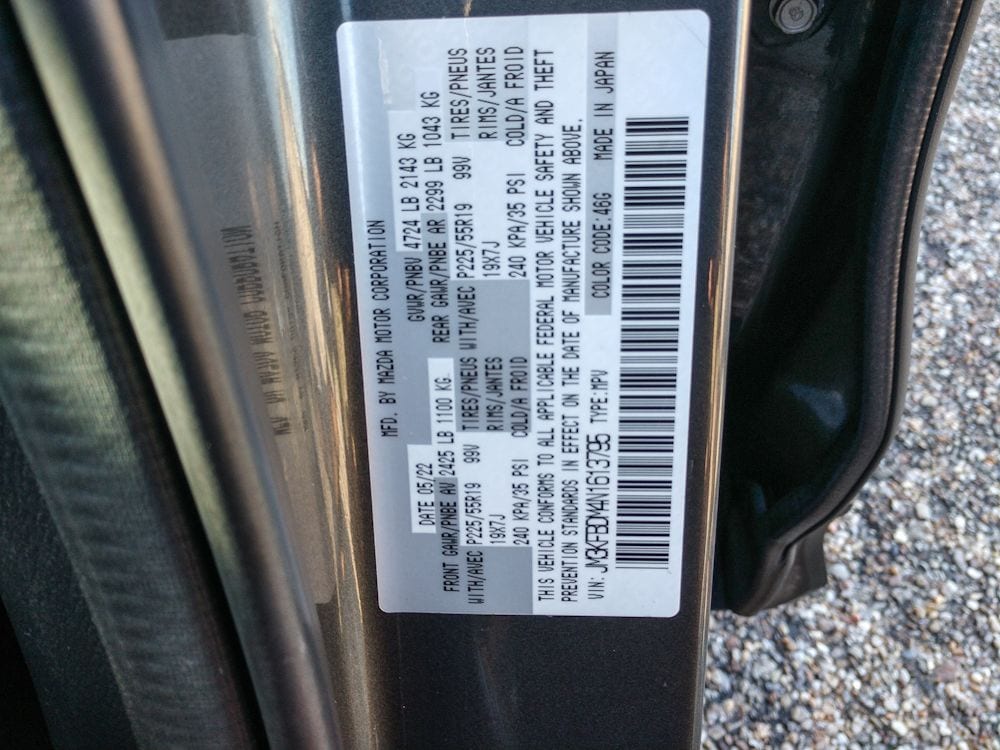 MFD. BY MAZDA MOTOR CORPORATION
DATE 05/22 GVWR/PNBV 4724 LB 2143 KG
FRONT GAWR/PNBE AV 2425 LB 1100 KG REAR GAWR/PNBE AR 2299 LB 1043 KG
WITH/AVEC P225/55R19 99V TIRES/PNEUS WITH/AVEC P225/55R19 99V TIRES/PNEUS
19X7J RIMS/JANTES 19X7J RIMS/JANTES
240 KPA/35 PSI COLD/A FROID 240 KPA/35 PSI COLD/A FROID
THIS VEHICLE CONFORMS TO ALL APPLICABLE FEDERAL MOTOR VEHICLE SAFETY AND THEFT
PREVENTION STANDARDS IN EFFECT ON THE DATE OF MANUFACTURE SHOWN ABOVE.
VIN: JM3KFBDM4N1613795 TYPE:MPV COLOR CODE:46G MADE IN JAPAN